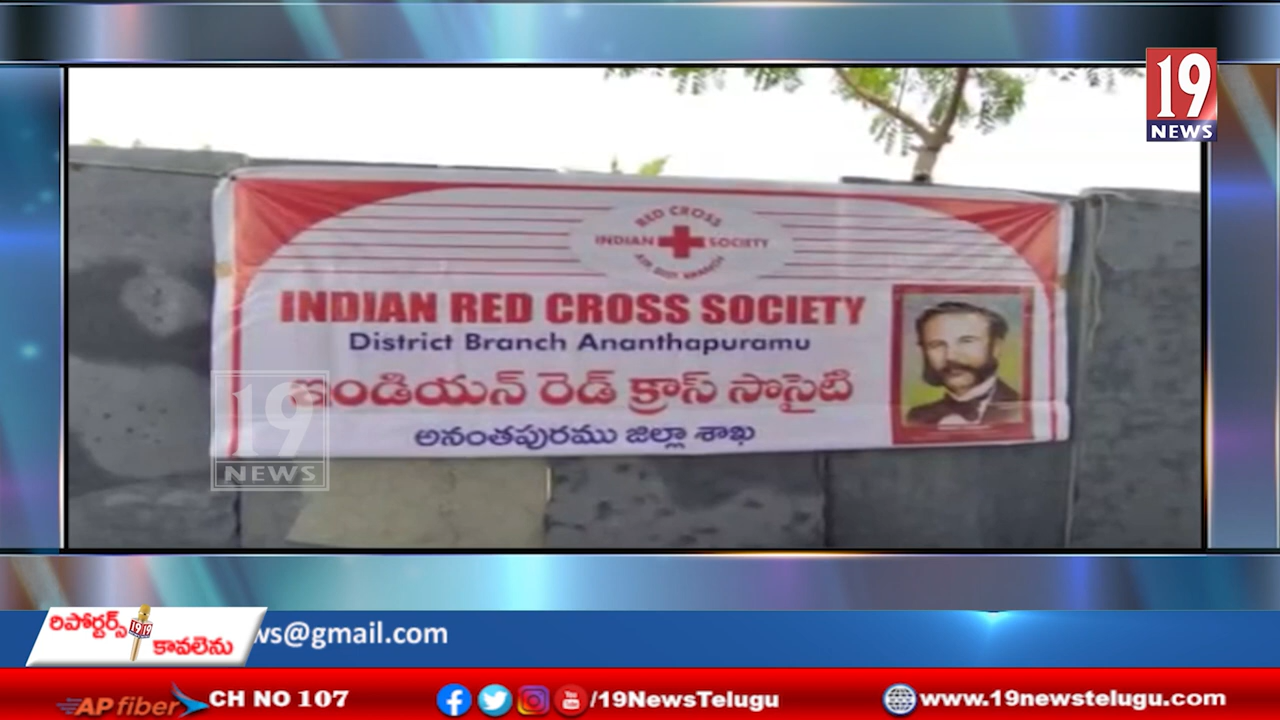 19
NEWS
RED CROSS
INDIAN SOCIETY
INDIAN RED CROSS SOCIETY
District Branch Ananthapuramu
ఇండియన్ రెడ్ క్రాస్ సొసైటి
అనంతపురము జిల్లా శాఖ
19
NEWS
రిపోర్టర్స్
కావలెను
ws@gmail.com
AP fiber CH NO 107 /19NewsTelugu www.19newstelugu.com